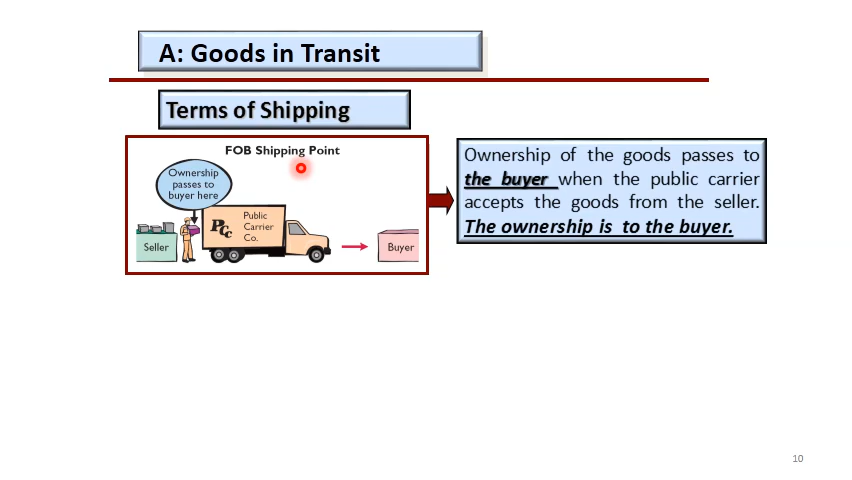 A: Goods in Transit
Terms of Shipping
FOB Shipping Point
Ownership
passes to
buyer here
Seller
PCc
Public
Carrier
Co.
Buyer
Ownership of the goods passes to
the buyer when the public carrier
accepts the goods from the seller.
The ownership is to the buyer.
10